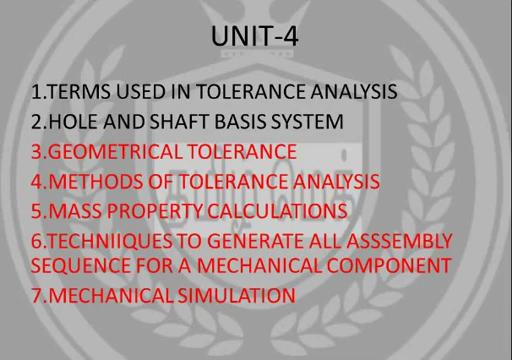 UNIT-4
1.TERMS USED IN TOLERANCE ANALYSIS
2.HOLE AND SHAFT BASIS SYSTEM
3.GEOMETRICAL TOLERANCE
4.METHODS OF TOLERANCE ANALYSIS
5.MASS PROPERTY CALCULATIONS
6.TECHNIIQUES TO GENERATE ALL ASSSEMBLY
SEQUENCE FOR A MECHANICAL COMPONENT
7.MECHANICAL SIMULATION